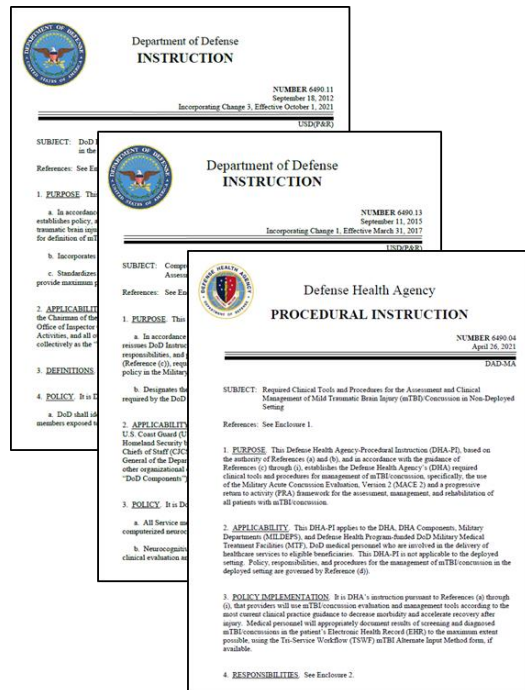 Department of Defense
INSTRUCTION
NUMBER 6490.11
September 18, 2012
Incorporating Change 3, Effective October 1, 2021
USD(P&R)
SUBJECT: DoD
in the
References: See En
1. PURPOSE. This
a. In accordance
establishes policy, a
traumatic brain inju
for definition of mT
b. Incorporates
c. Standardizes
provide maximum p
2. APPLICABILIT
the Chairman of the
Office of Inspector
Activities, and all o
collectively as the "
3. DEFINITIONS.
4. POLICY. It is D
a. DoD shall ide
members exposed to
Department of Defense
INSTRUCTION
NUMBER 6490.13
September 11, 2015
Incorporating Change 1, Effective March 31, 2017
USD(P&R)
SUBJECT: Compr
Assess
References: See En
1. PURPOSE. This
a. In accordance
reissues DoD Instruc
responsibilities, and p
(Reference (c)), requ
policy in the Military
b. Designates the
required by the DoD
2. APPLICABILITY
U.S. Coast Guard (U
Homeland Security b
Chiefs of Staff (CJCS
General of the Depar
other organizational e
"DoD Components")
3. POLICY. It is Do
a. All Service m
computerized neuroc
b. Neurocogniti
clinical evaluation an
Defense Health Agency
PROCEDURAL INSTRUCTION
NUMBER 6490.04
April 26, 2021
DAD-MA
SUBJECT: Required Clinical Tools and Procedures for the Assessment and Clinical
Management of Mild Traumatic Brain Injury (mTBI)/Concussion in Non-Deployed
Setting
References: See Enclosure 1.
1. PURPOSE. This Defense Health Agency-Procedural Instruction (DHA-PI), based on
the authority of References (a) and (b), and in accordance with the guidance of
References (c) through (i), establishes the Defense Health Agency's (DHA) required
clinical tools and procedures for management of mTBI/concussion, specifically, the use
of the Military Acute Concussion Evaluation, Version 2 (MACE 2) and a progressive
return to activity (PRA) framework for the assessment, management, and rehabilitation of
all patients with mTBI/concussion.
2. APPLICABILITY. This DHA-PI applies to the DHA, DHA Components, Military
Departments (MILDEPS), and Defense Health Program-funded DoD Military Medical
Treatment Facilities (MTF), DoD medical personnel who are involved in the delivery of
healthcare services to eligible beneficiaries. This DHA-PI is not applicable to the deployed
setting. Policy, responsibilities, and procedures for the management of mTBI/concussion in the
deployed setting are governed by Reference (d)).
3. POLICY IMPLEMENTATION. It is DHA's instruction pursuant to References (a) through
(i), that providers will use mTBI/concussion evaluation and management tools according to the
most current clinical practice guidance to decrease morbidity and accelerate recovery after
injury. Medical personnel will appropriately document results of screening and diagnosed
mTBI/concussions in the patient's Electronic Health Record (EHR) to the maximum extent
possible, using the Tri-Service Workflow (TSWF) mTBI Alternate Input Method form, if
available.
4. RESPONSIBILITIES. See Enclosure 2.